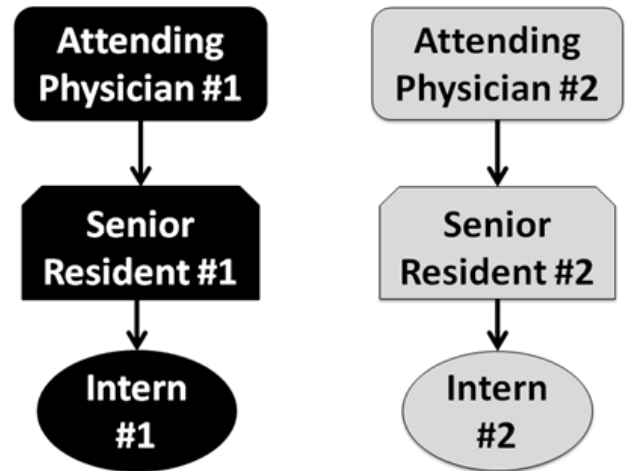 Attending
Physician #1
Senior
Resident #1
Intern
#1
Attending
Physician #2
Senior
Resident #2
Intern
#2